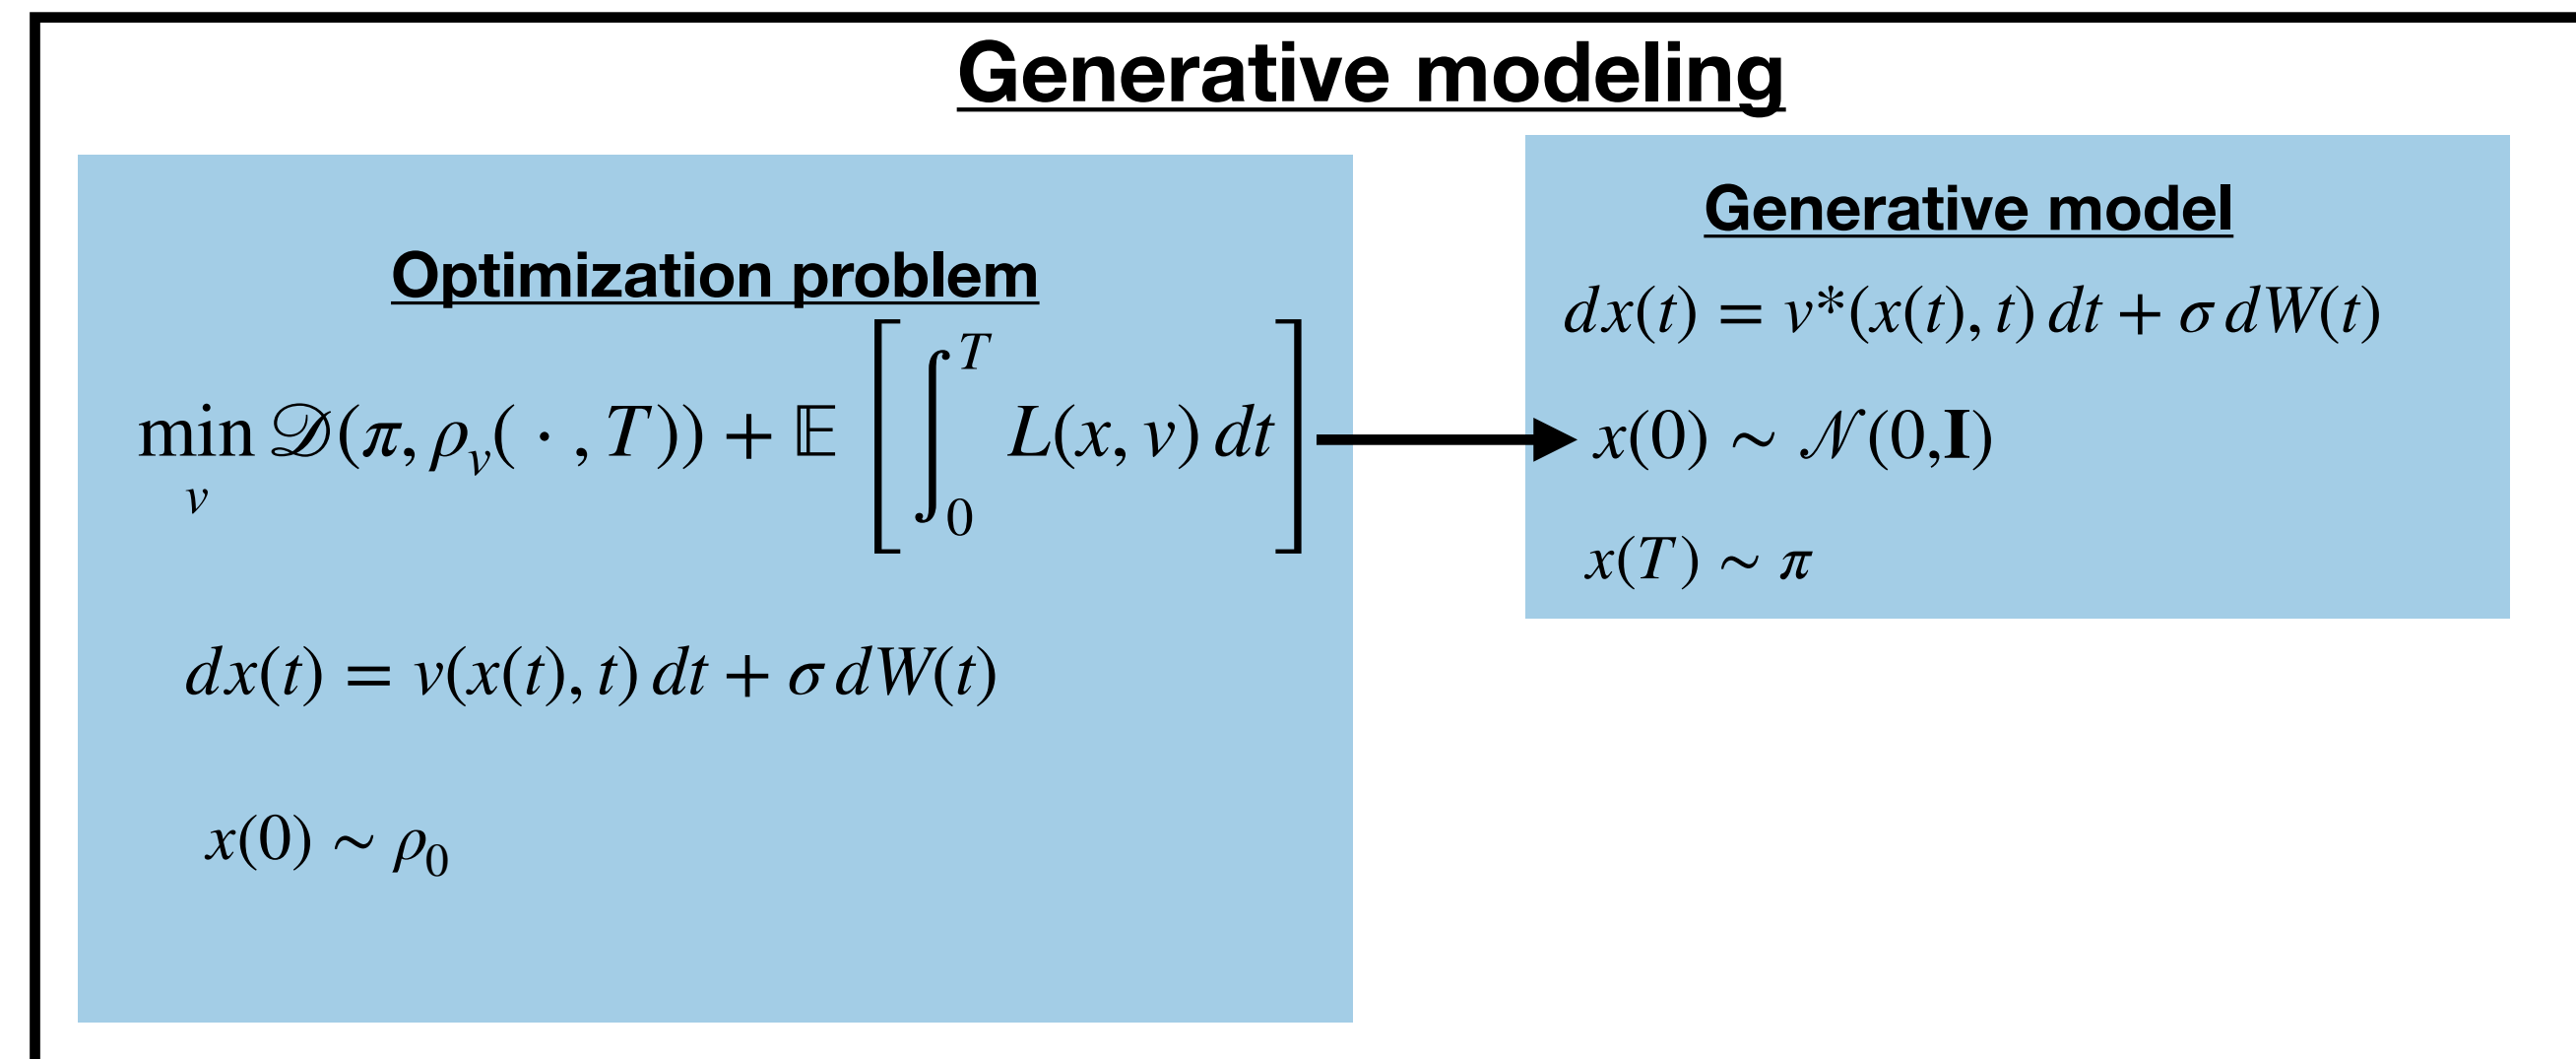 Generative modeling
Optimization problem
min_v 𝒟(π, ρ_v( · , T)) + 𝔼 [ ∫_0^T L(x, v) dt ]
dx(t) = v(x(t), t) dt + σ dW(t)
x(0) ∼ ρ_0
Generative model
dx(t) = v*(x(t), t) dt + σ dW(t)
x(0) ∼ 𝒩(0,𝐈)
x(T) ∼ π